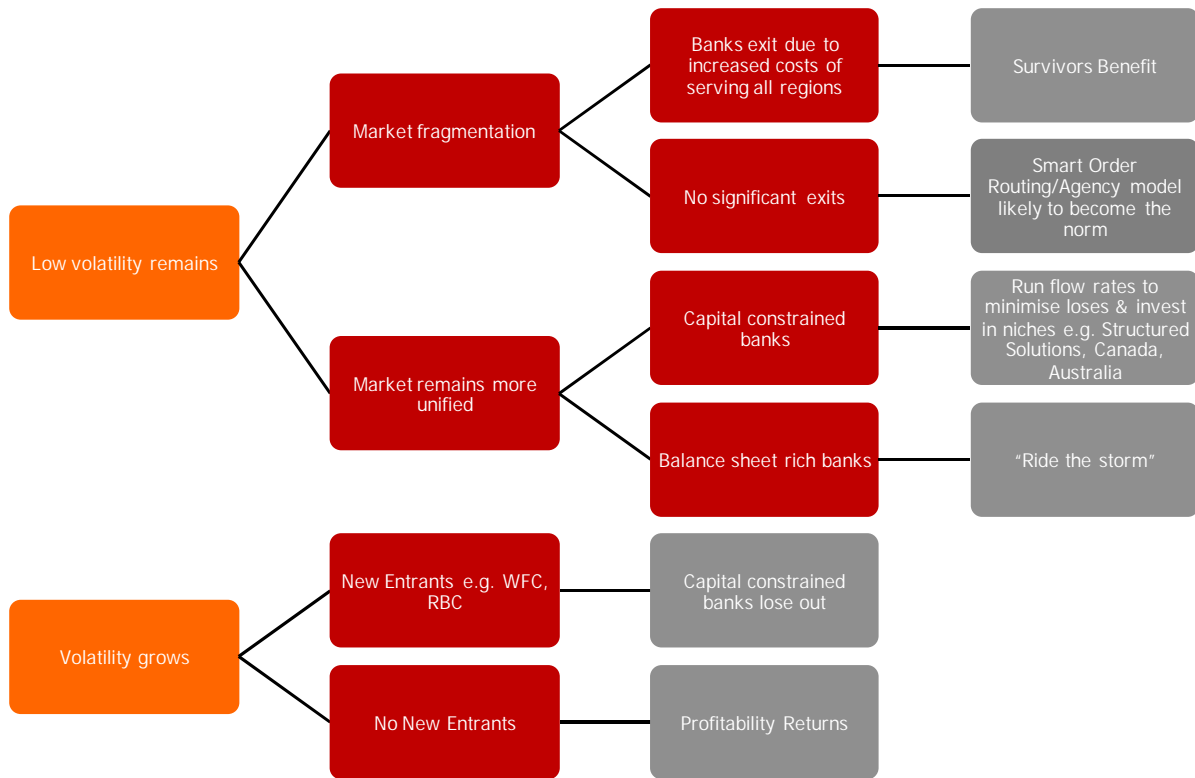 Banks exit due to
increased costs of
serving all regions
Survivors Benefit
Market fragmentation
No significant exits
Smart Order
Routing/Agency model
likely to become the
norm
Low volatility remains
Capital constrained
banks
Run flow rates to
minimise loses & invest
in niches e.g. Structured
Solutions, Canada,
Australia
Market remains more
unified
Balance sheet rich banks
“Ride the storm”
New Entrants e.g. WFC,
RBC
Capital constrained
banks lose out
Volatility grows
No New Entrants
Profitability Returns